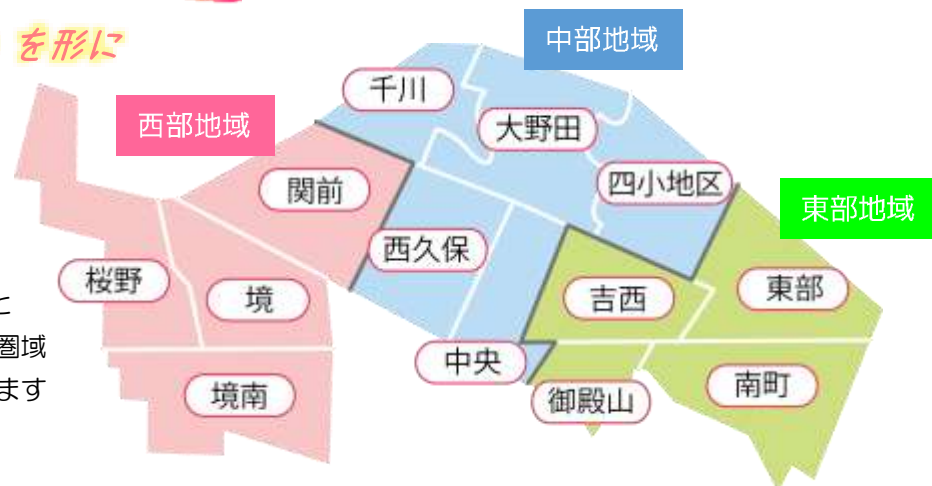 を形に
中部地域
千川
西部地域
大野田
四小地区
関前
東部地域
西久保
桜野
境
吉西
東部
と
圏域
ます
中央
境南
御殿山
南町